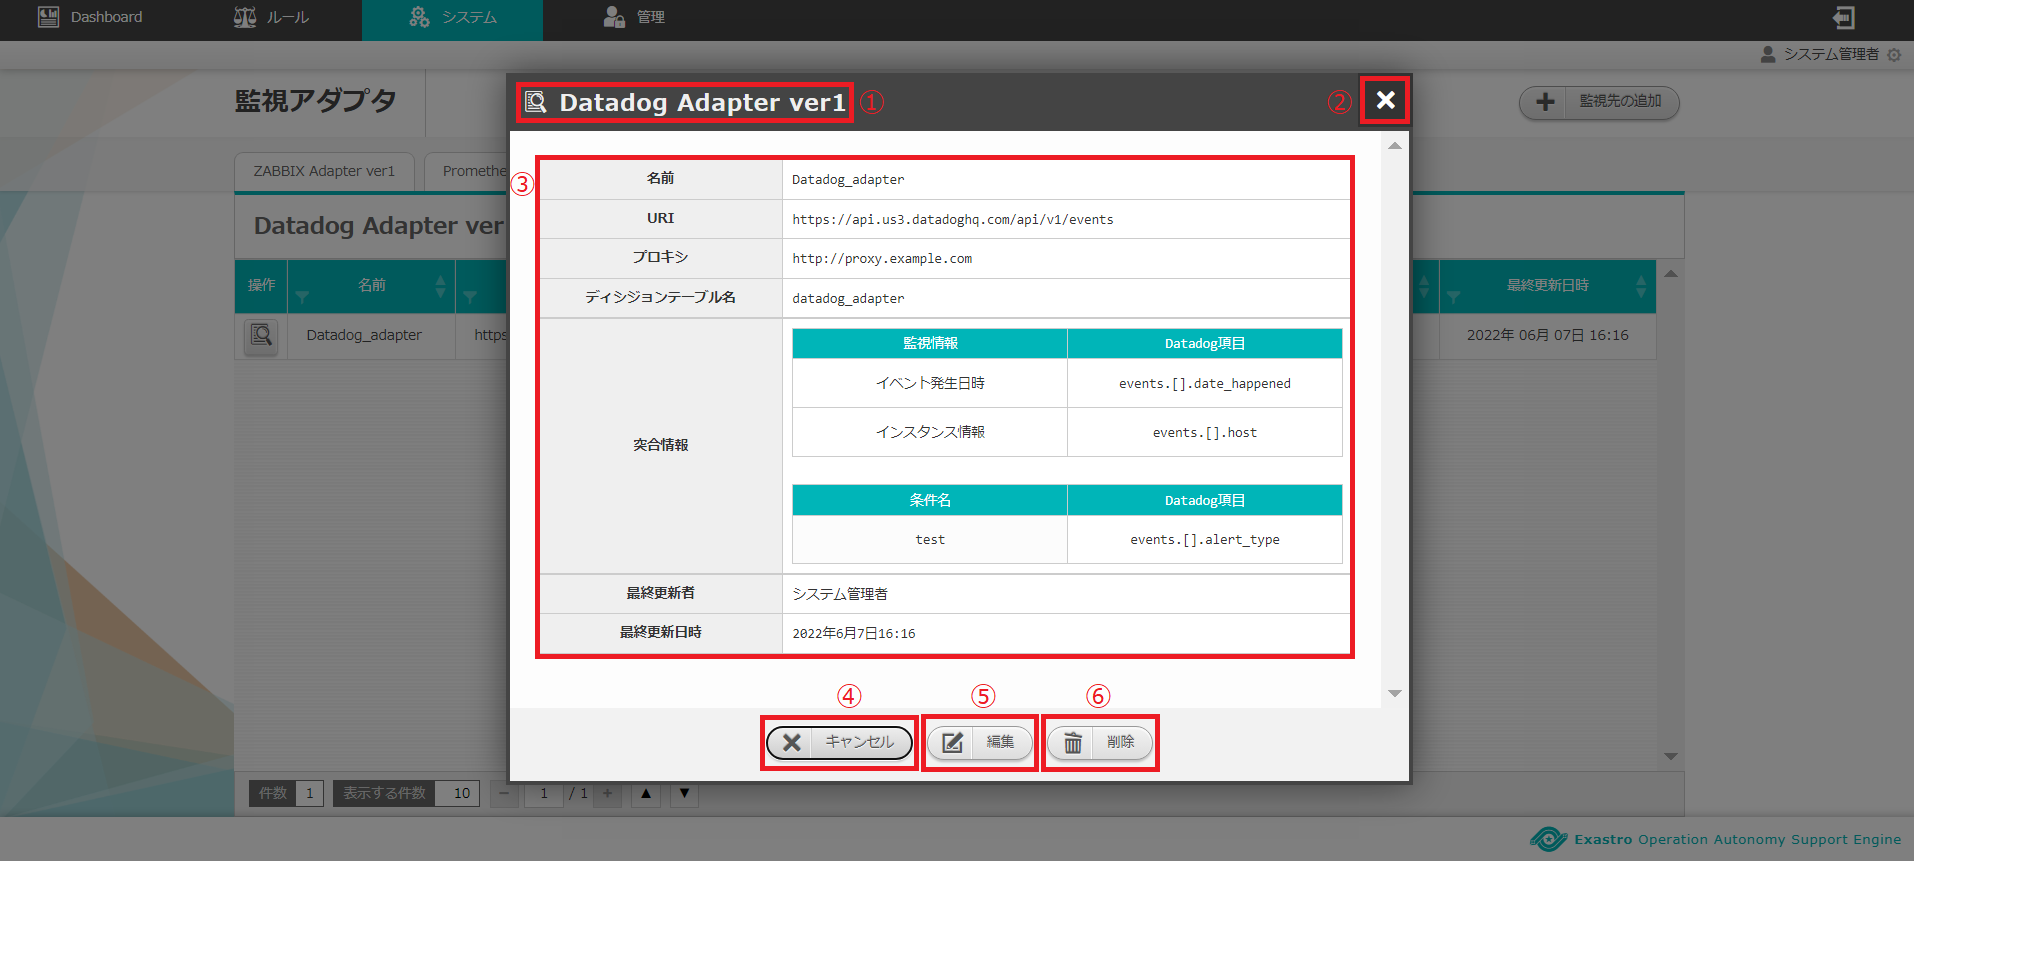 Dashboard ルール システム 管理
システム管理者
監視アダプタ
監視先の追加
ZABBIX Adapter ver1 Promethe
Datadog Adapter ver
操作 名前 最終更新日時
Datadog_adapter https 2022年 06月 07日 16:16
Datadog Adapter ver1 ① ②
③
名前 Datadog_adapter
URI https://api.us3.datadoghq.com/api/v1/events
プロキシ http://proxy.example.com
ディシジョンテーブル名 datadog_adapter
突合情報
監視情報 Datadog項目
イベント発生日時 events.[].date_happened
インスタンス情報 events.[].host
条件名 Datadog項目
test events.[].alert_type
最終更新者 システム管理者
最終更新日時 2022年6月7日16:16
④ ⑤ ⑥
キャンセル 編集 削除
件数 1 表示する件数 10 − 1 / 1 + ▲ ▼
Exastro Operation Autonomy Support Engine